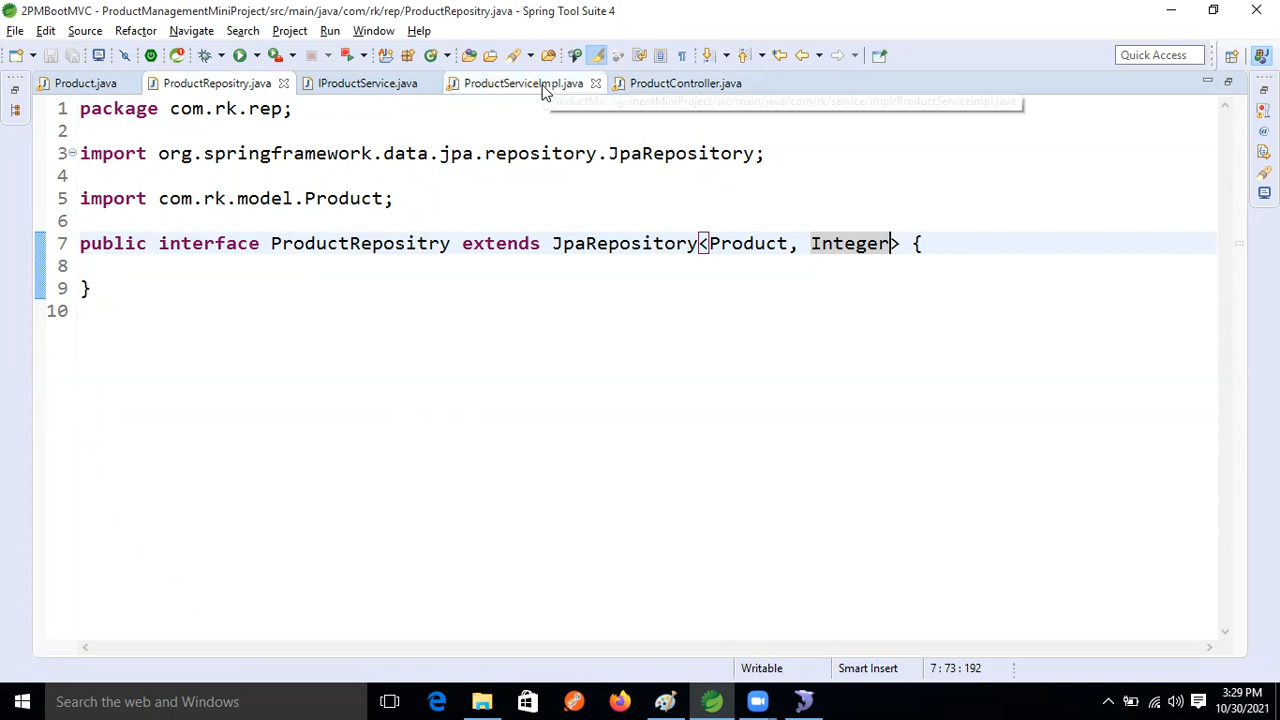 2PMBootMVC - ProductManagementMiniProject/src/main/java/com/rk/rep/ProductRepositry.java - Spring Tool Suite 4
File Edit Source Refactor Navigate Search Project Run Window Help
Quick Access
Product.java ProductRepositry.java IProductService.java ProductServiceImpl.java ProductController.java
1 package com.rk.rep;
2
3 import org.springframework.data.jpa.repository.JpaRepository;
4
5 import com.rk.model.Product;
6
7 public interface ProductRepositry extends JpaRepository<Product, Integer> {
8
9 }
10
Writable Smart Insert 7 : 73 : 192
Search the web and Windows
3:29 PM
10/30/2021